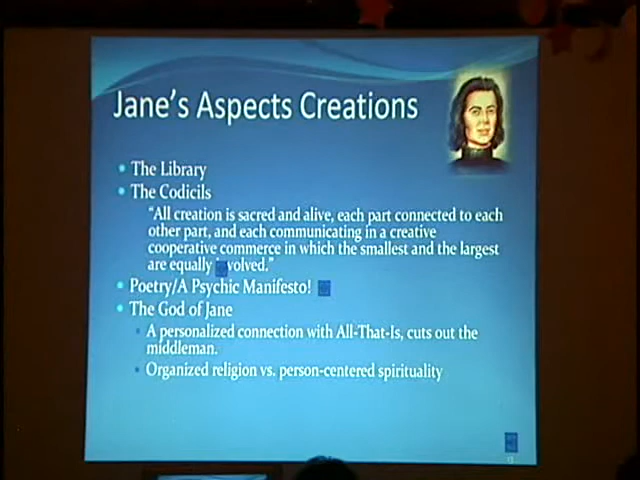 Jane's Aspects Creations
• The Library
• The Codicils
"All creation is sacred and alive, each part connected to each
other part, and each communicating in a creative
cooperative commerce in which the smallest and the largest
are equally involved."
• Poetry/A Psychic Manifesto!
• The God of Jane
• A personalized connection with All-That-Is, cuts out the
middleman.
• Organized religion vs. person-centered spirituality